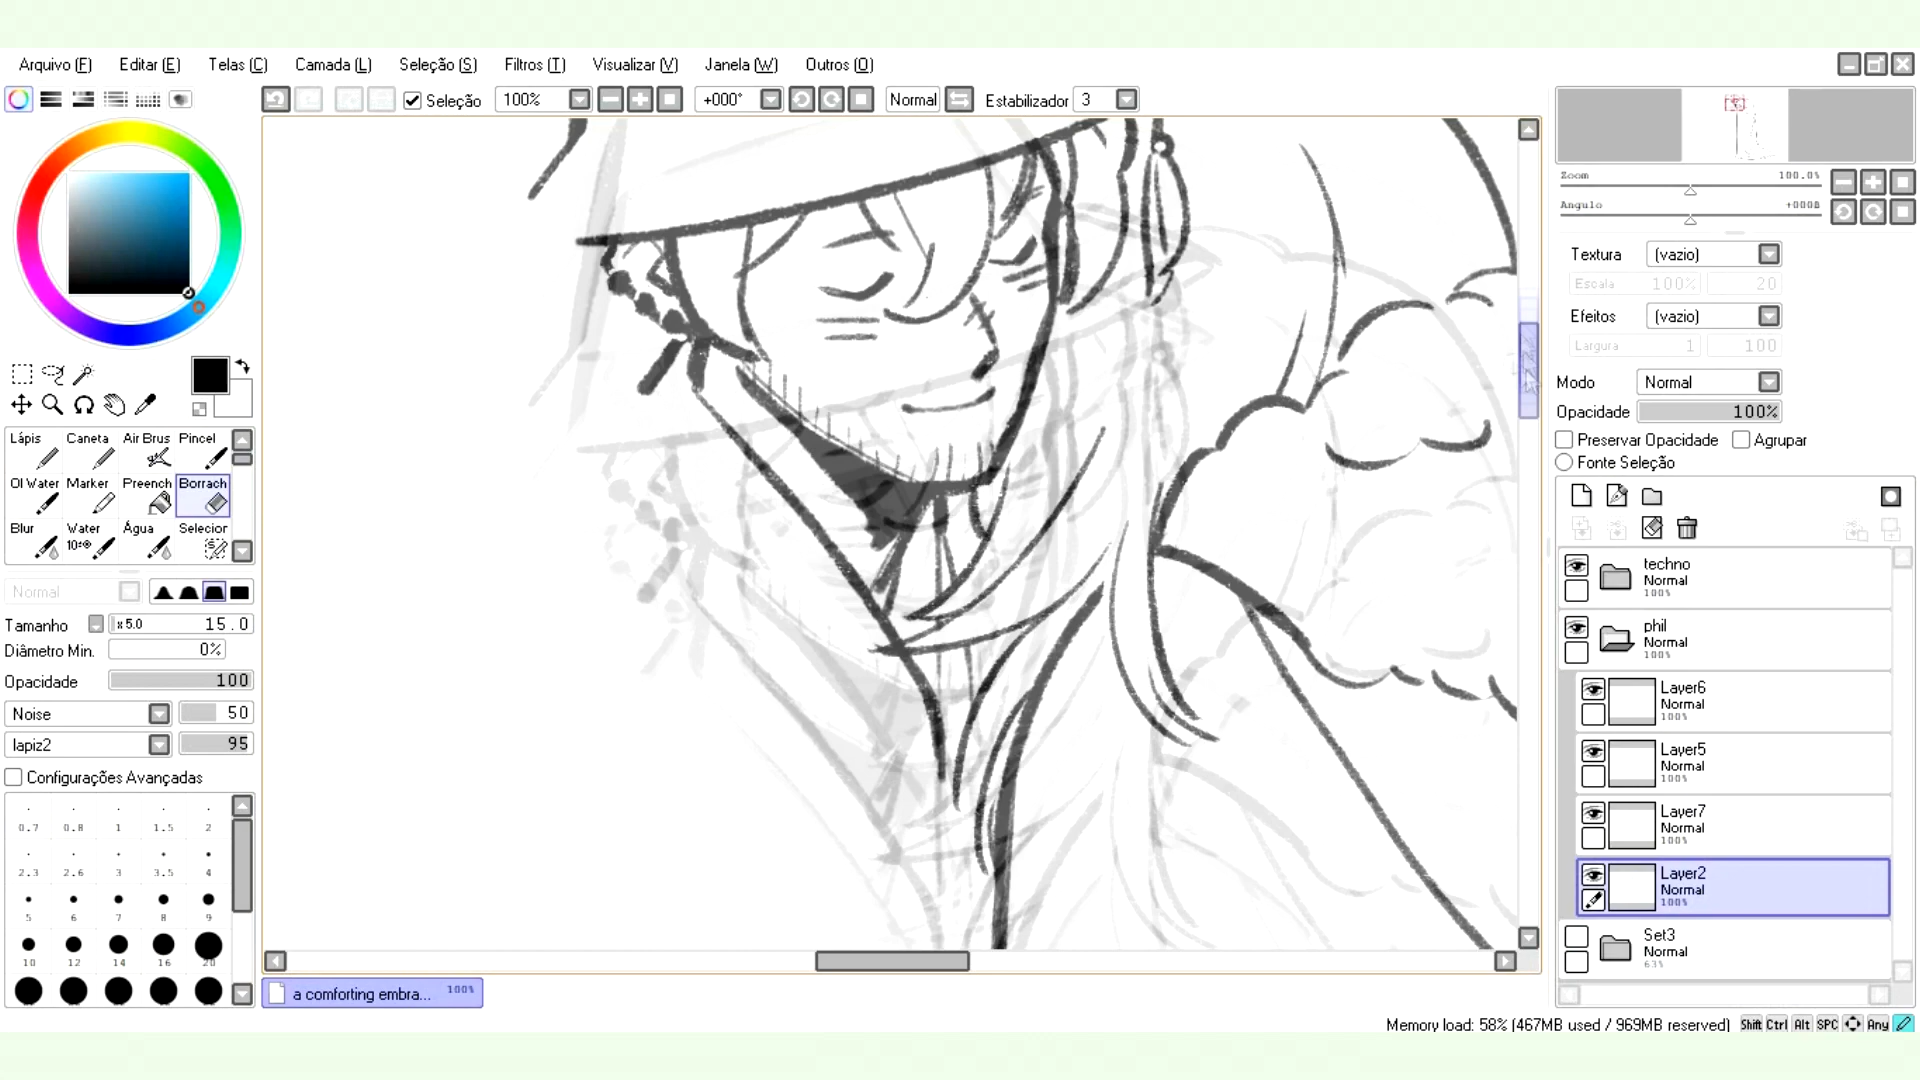 Arquivo (F) Editar (E) Telas (C) Camada (L) Seleção (S) Filtros (T) Visualizar (V) Janela (W) Outros (O)
Seleção 100% +000° Normal Estabilizador 3
Zoom 100.0%
Angulo +000B
Textura (vazio)
Escala 100% 20
Efeitos (vazio)
Largura 1 100
Modo Normal
Opacidade 100%
Preservar Opacidade Agrupar
Fonte Seleção
Lápis Caneta Air Brus Pincel
Ol Water Marker Preench Borrach
Blur Water Água Selecior
Normal
Tamanho x 5.0 15.0
Diâmetro Min. 0%
Opacidade 100
Noise 50
lapiz2 95
Configurações Avançadas
0.7 0.8 1 1.5 2
2.3 2.6 3 3.5 4
5 6 7 8 9
10 12 14 16 20
techno
Normal
100%
phil
Normal
100%
Layer6
Normal
100%
Layer5
Normal
100%
Layer7
Normal
100%
Layer2
Normal
100%
Set3
Normal
63%
a comforting embra... 100%
Memory load: 58% (467MB used / 969MB reserved) Shift Ctrl Alt SPC Any